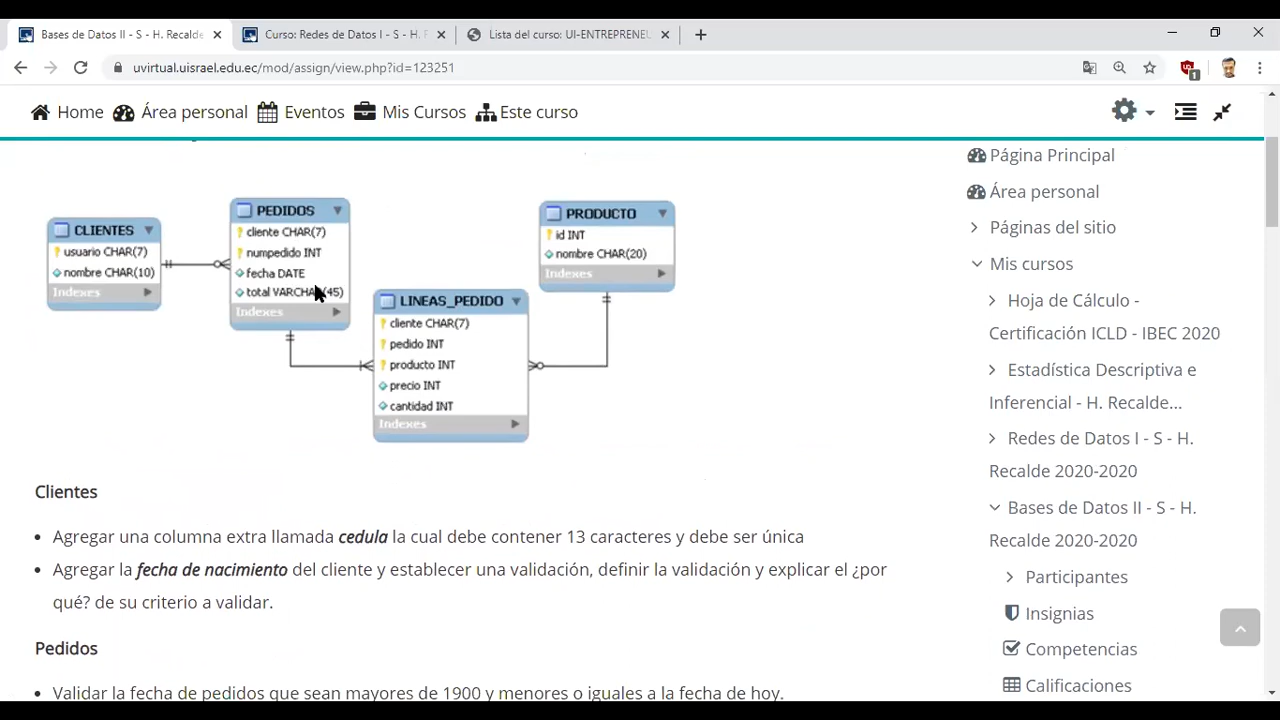 Bases de Datos II - S - H. Recalde
Curso: Redes de Datos I - S - H. R
Lista del curso: UI-ENTREPRENEU
uvirtual.uisrael.edu.ec/mod/assign/view.php?id=123251
1
Home Área personal Eventos Mis Cursos Este curso
CLIENTES
usuario CHAR(7)
nombre CHAR(10)
Indexes
PEDIDOS
cliente CHAR(7)
numpedido INT
fecha DATE
total VARCHAR(45)
Indexes
LINEAS_PEDIDO
cliente CHAR(7)
pedido INT
producto INT
precio INT
cantidad INT
Indexes
PRODUCTO
id INT
nombre CHAR(20)
Indexes
Clientes
Agregar una columna extra llamada cedula la cual debe contener 13 caracteres y debe ser única
Agregar la fecha de nacimiento del cliente y establecer una validación, definir la validación y explicar el ¿por
qué? de su criterio a validar.
Pedidos
Validar la fecha de pedidos que sean mayores de 1900 y menores o iguales a la fecha de hoy.
Página Principal
Área personal
Páginas del sitio
Mis cursos
Hoja de Cálculo -
Certificación ICLD - IBEC 2020
Estadística Descriptiva e
Inferencial - H. Recalde...
Redes de Datos I - S - H.
Recalde 2020-2020
Bases de Datos II - S - H.
Recalde 2020-2020
Participantes
Insignias
Competencias
Calificaciones